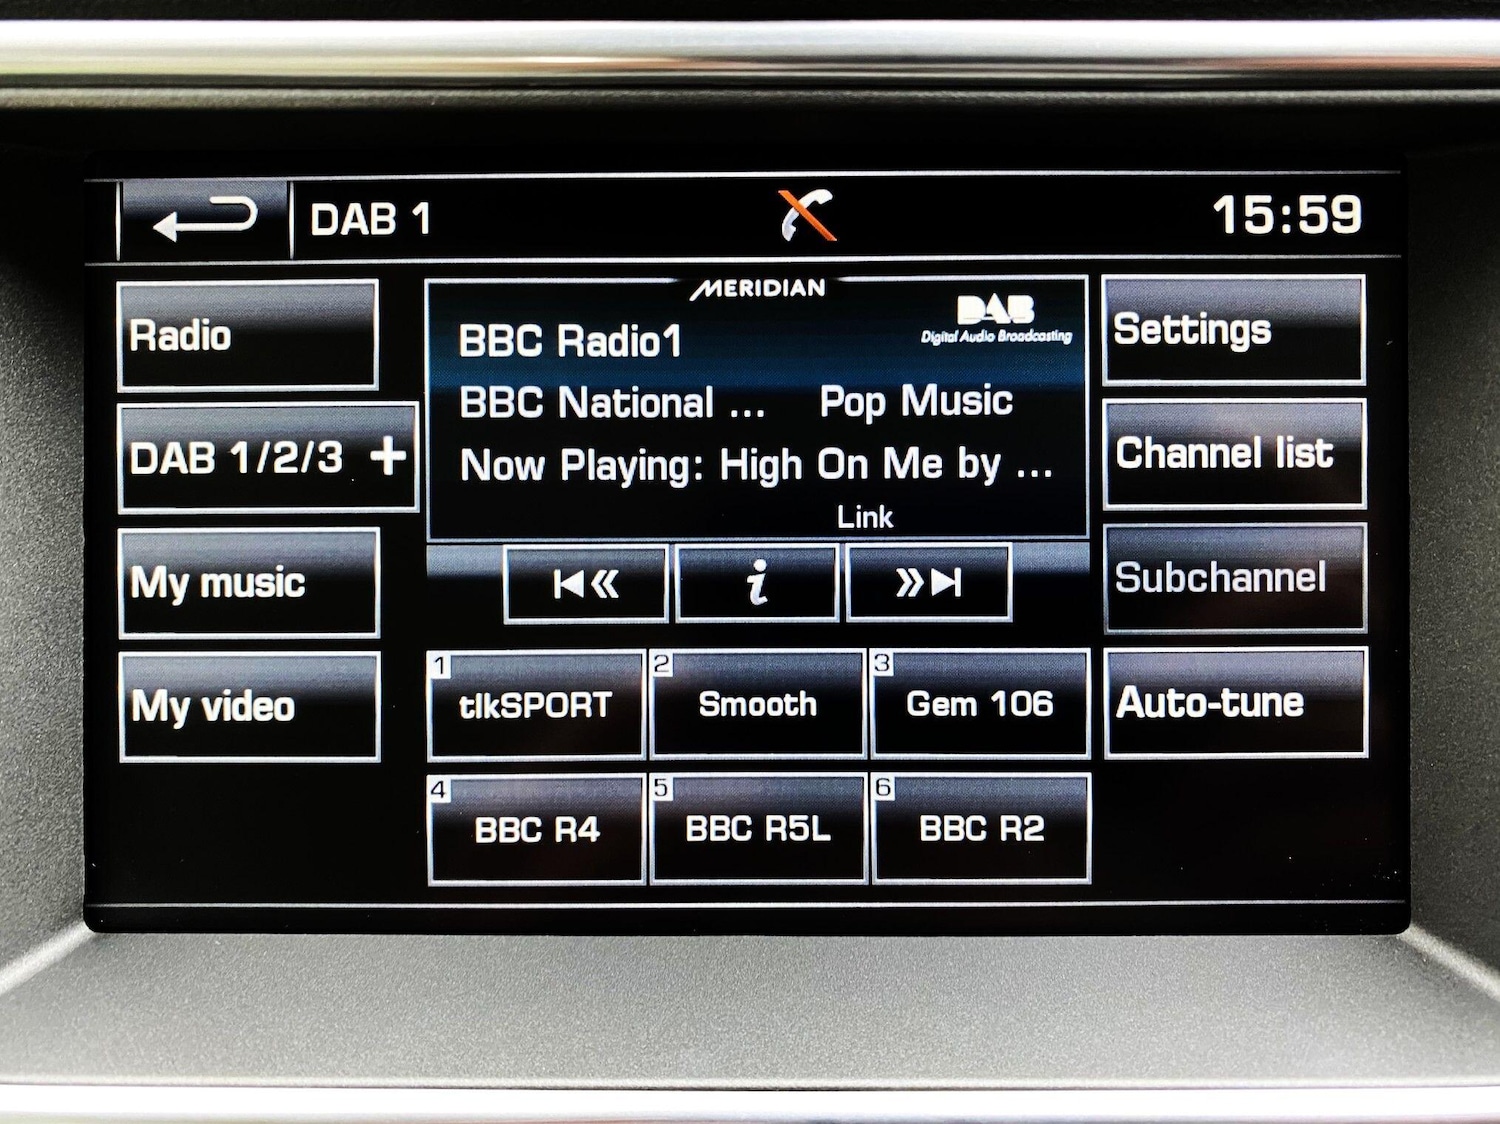 DAB 1
15:59
Radio
DAB 1/2/3 +
My music
My video
MERIDIAN
DAB
Digital Audio Broadcasting
BBC Radio1
BBC National ... Pop Music
Now Playing: High On Me by ...
Link
i
1 tlkSPORT
2 Smooth
3 Gem 106
4 BBC R4
5 BBC R5L
6 BBC R2
Settings
Channel list
Subchannel
Auto-tune